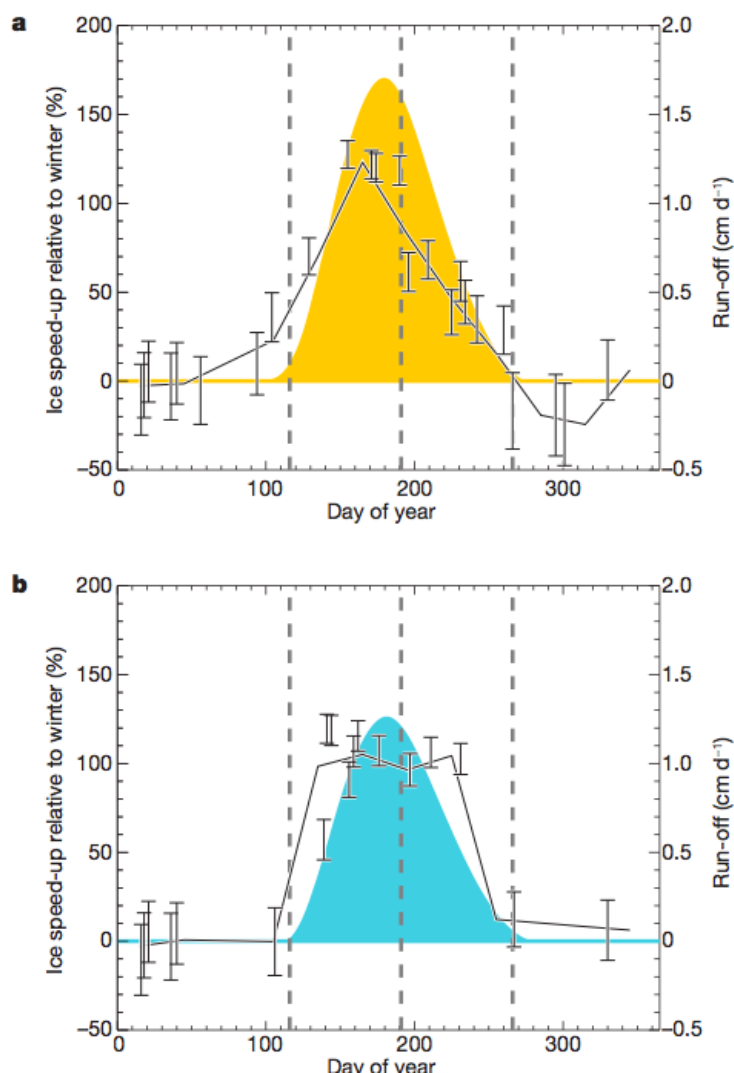 a
200
150
100
50
0
–50
Ice speed-up relative to winter (%)
2.0
1.5
1.0
0.5
0
–0.5
Run-off (cm d⁻¹)
0 100 200 300
Day of year
b
200
150
100
50
0
–50
Ice speed-up relative to winter (%)
2.0
1.5
1.0
0.5
0
–0.5
Run-off (cm d⁻¹)
0 100 200 300
Day of year